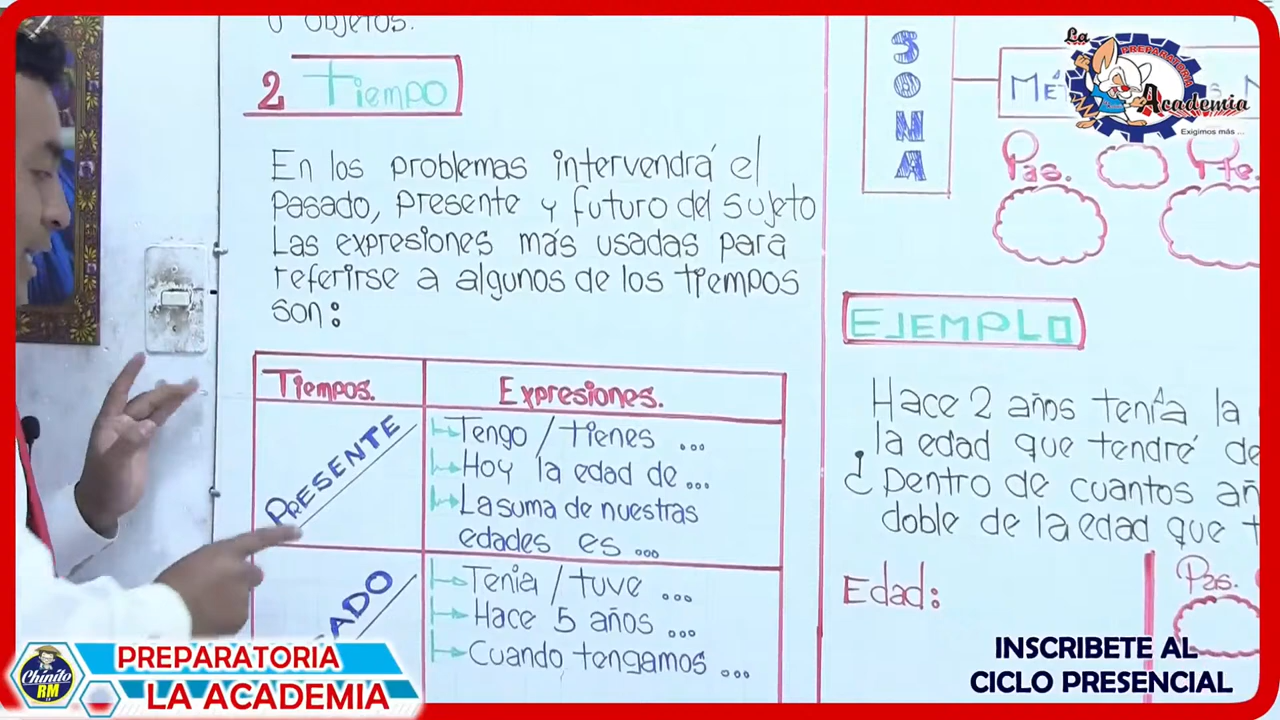 u objetos.
2 Tiempo
En los problemas intervendrá el
Pasado, Presente y futuro del sujeto
Las expresiones más usadas para
referirse a algunos de los tiempos
son:
Tiempos. Expresiones.
PRESENTE
Tengo / tienes ...
Hoy la edad de ...
La suma de nuestras
edades es ...
Tenia / tuve ...
Hace 5 años ...
Cuando tengamos ...
SONA
Pas. Pte.
EJEMPLO
Hace 2 años tenía la
la edad que tendré de
¿Dentro de cuantos añ
doble de la edad que t
Edad:
Pas.
La
PREPARATORIA
Academia
Exigimos más ...
Chinito
RM
PREPARATORIA
LA ACADEMIA
INSCRIBETE AL
CICLO PRESENCIAL